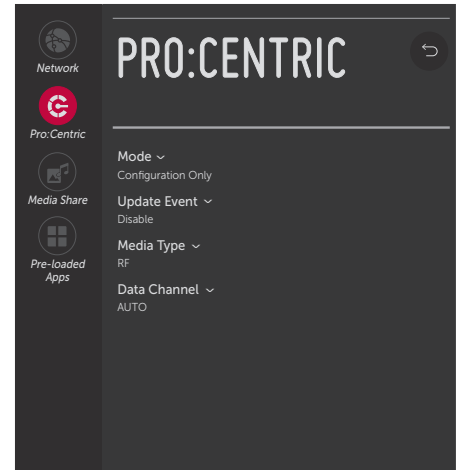 Network
Pro:Centric
Media Share
Pre-loaded
Apps
PRO:CENTRIC
Mode
Configuration Only
Update Event
Disable
Media Type
RF
Data Channel
AUTO